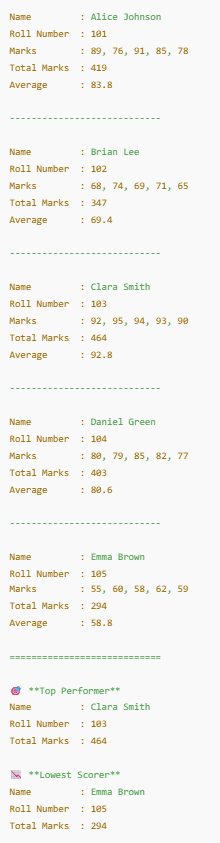 Name         : Alice Johnson
Roll Number  : 101
Marks        : 89, 76, 91, 85, 78
Total Marks  : 419
Average      : 83.8
----------------------------
Name         : Brian Lee
Roll Number  : 102
Marks        : 68, 74, 69, 71, 65
Total Marks  : 347
Average      : 69.4
----------------------------
Name         : Clara Smith
Roll Number  : 103
Marks        : 92, 95, 94, 93, 90
Total Marks  : 464
Average      : 92.8
----------------------------
Name         : Daniel Green
Roll Number  : 104
Marks        : 80, 79, 85, 82, 77
Total Marks  : 403
Average      : 80.6
----------------------------
Name         : Emma Brown
Roll Number  : 105
Marks        : 55, 60, 58, 62, 59
Total Marks  : 294
Average      : 58.8
============================
🎯 **Top Performer**
Name         : Clara Smith
Roll Number  : 103
Total Marks  : 464
📉 **Lowest Scorer**
Name         : Emma Brown
Roll Number  : 105
Total Marks  : 294